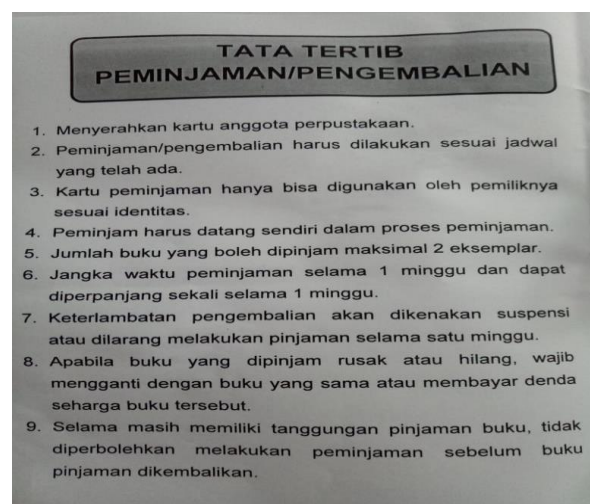 TATA TERTIB
PEMINJAMAN/PENGEMBALIAN
1. Menyerahkan kartu anggota perpustakaan.
2. Peminjaman/pengembalian harus dilakukan sesuai jadwal
yang telah ada.
3. Kartu peminjaman hanya bisa digunakan oleh pemiliknya
sesuai identitas.
4. Peminjam harus datang sendiri dalam proses peminjaman.
5. Jumlah buku yang boleh dipinjam maksimal 2 eksemplar.
6. Jangka waktu peminjaman selama 1 minggu dan dapat
diperpanjang sekali selama 1 minggu.
7. Keterlambatan pengembalian akan dikenakan suspensi
atau dilarang melakukan pinjaman selama satu minggu.
8. Apabila buku yang dipinjam rusak atau hilang, wajib
mengganti dengan buku yang sama atau membayar denda
seharga buku tersebut.
9. Selama masih memiliki tanggungan pinjaman buku, tidak
diperbolehkan melakukan peminjaman sebelum buku
pinjaman dikembalikan.